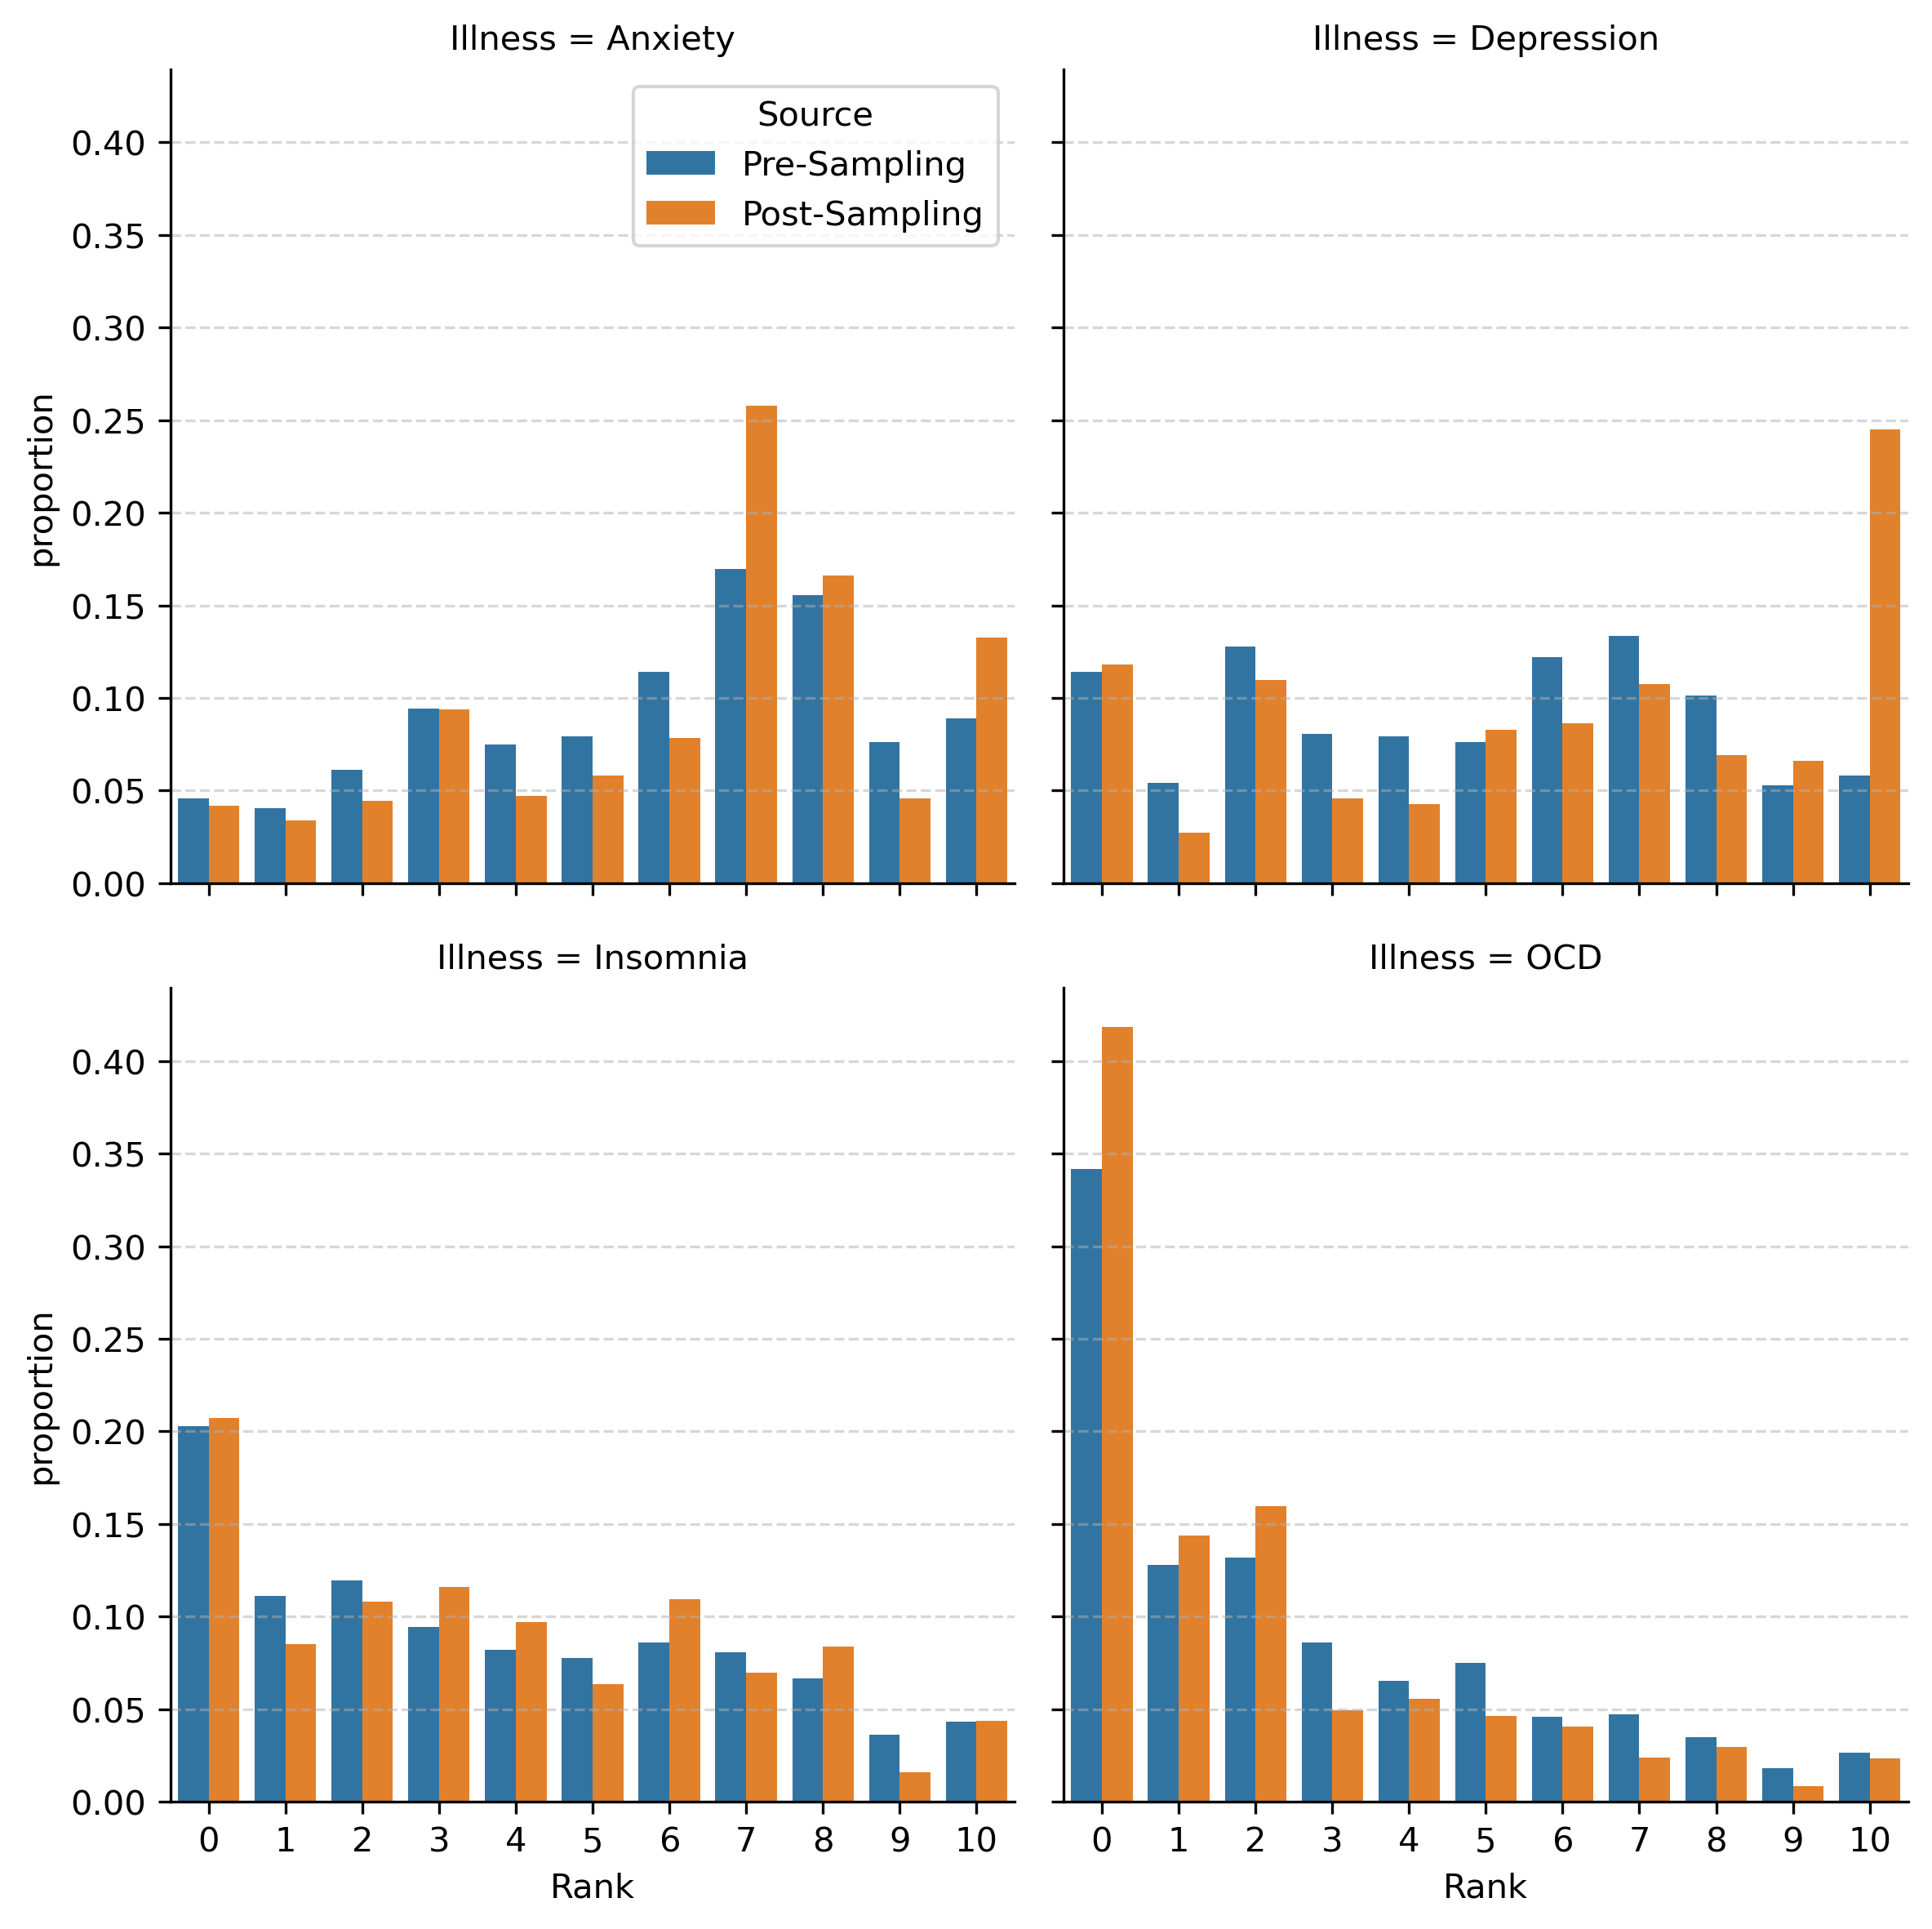 Illness = Anxiety
Illness = Depression
Source
Pre-Sampling
Post-Sampling
0.40
0.35
0.30
0.25
0.20
0.15
0.10
0.05
0.00
proportion
Illness = Insomnia
Illness = OCD
0.40
0.35
0.30
0.25
0.20
0.15
0.10
0.05
0.00
proportion
0 1 2 3 4 5 6 7 8 9 10
0 1 2 3 4 5 6 7 8 9 10
Rank
Rank